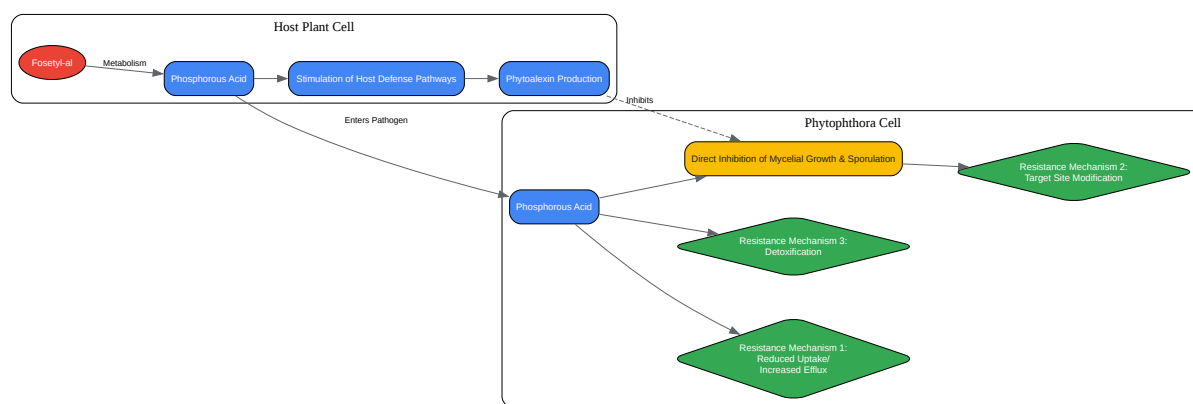 Host Plant Cell
Fosetyl-al
Metabolism
Phosphorous Acid
Stimulation of Host Defense Pathways
Phytoalexin Production
Inhibits
Enters Pathogen
Phytophthora Cell
Direct Inhibition of Mycelial Growth & Sporulation
Resistance Mechanism 2:
Target Site Modification
Phosphorous Acid
Resistance Mechanism 3:
Detoxification
Resistance Mechanism 1:
Reduced Uptake/
Increased Efflux